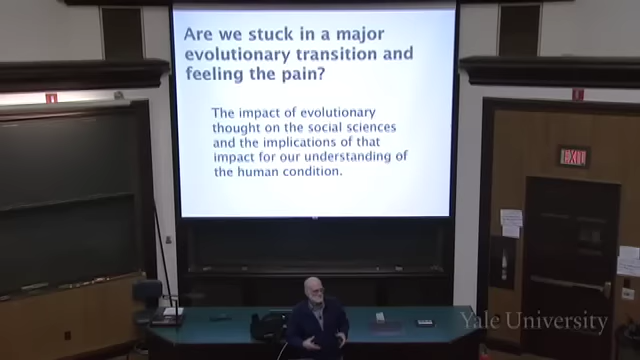 Are we stuck in a major
evolutionary transition and
feeling the pain?
The impact of evolutionary
thought on the social sciences
and the implications of that
impact for our understanding of
the human condition.
EXIT
Yale University